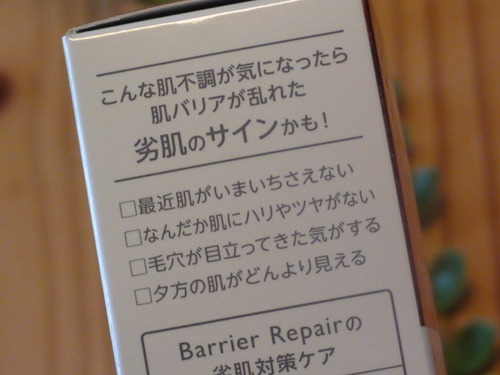 こんな肌不調が気になったら
肌バリアが乱れた
劣肌のサインかも!
□最近肌がいまいちさえない
□なんだか肌にハリやツヤがない
□毛穴が目立ってきた気がする
□夕方の肌がどんより見える
Barrier Repairの
劣肌対策ケア